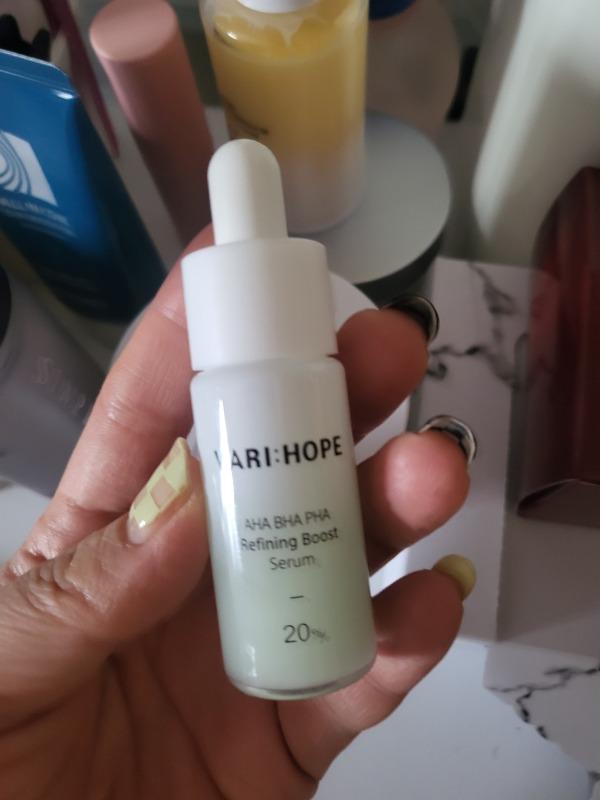 VARI:HOPE
AHA BHA PHA
Refining Boost
Serum
–
20